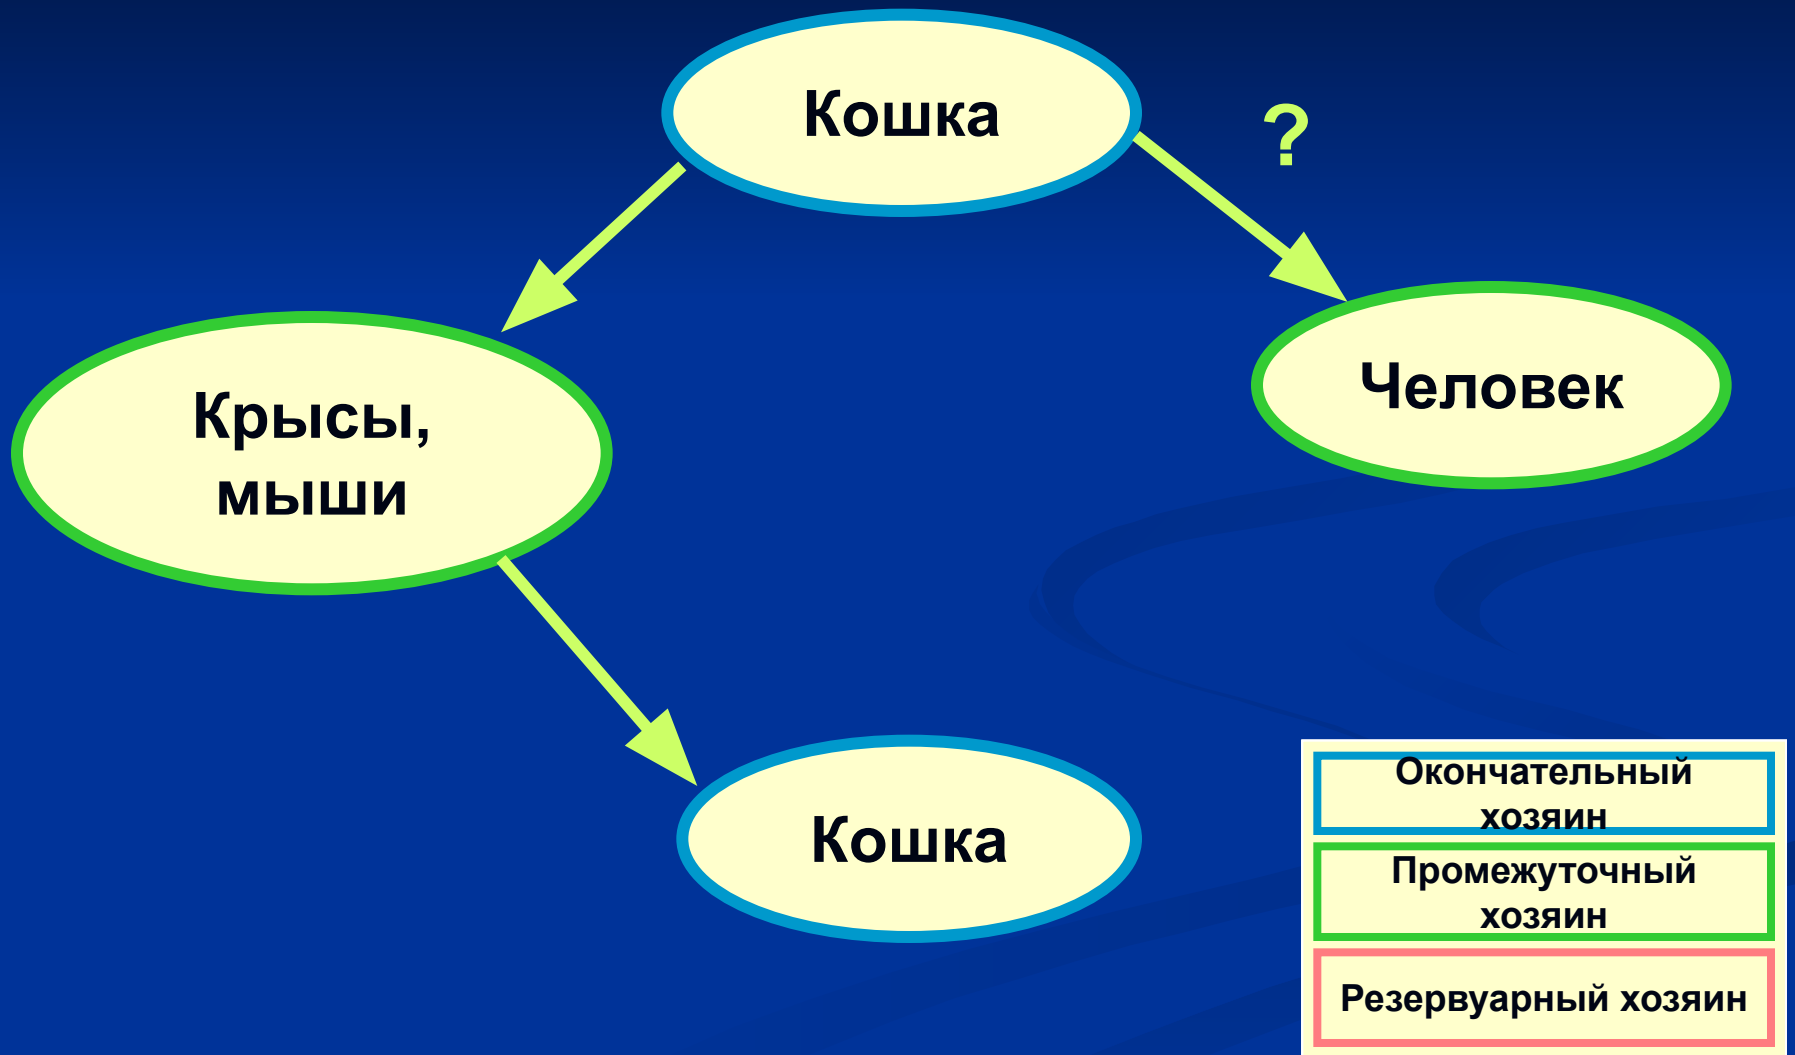 Кошка
?
Человек
Крысы,
мыши
Кошка
Окончательный
хозяин
Промежуточный
хозяин
Резервуарный хозяин